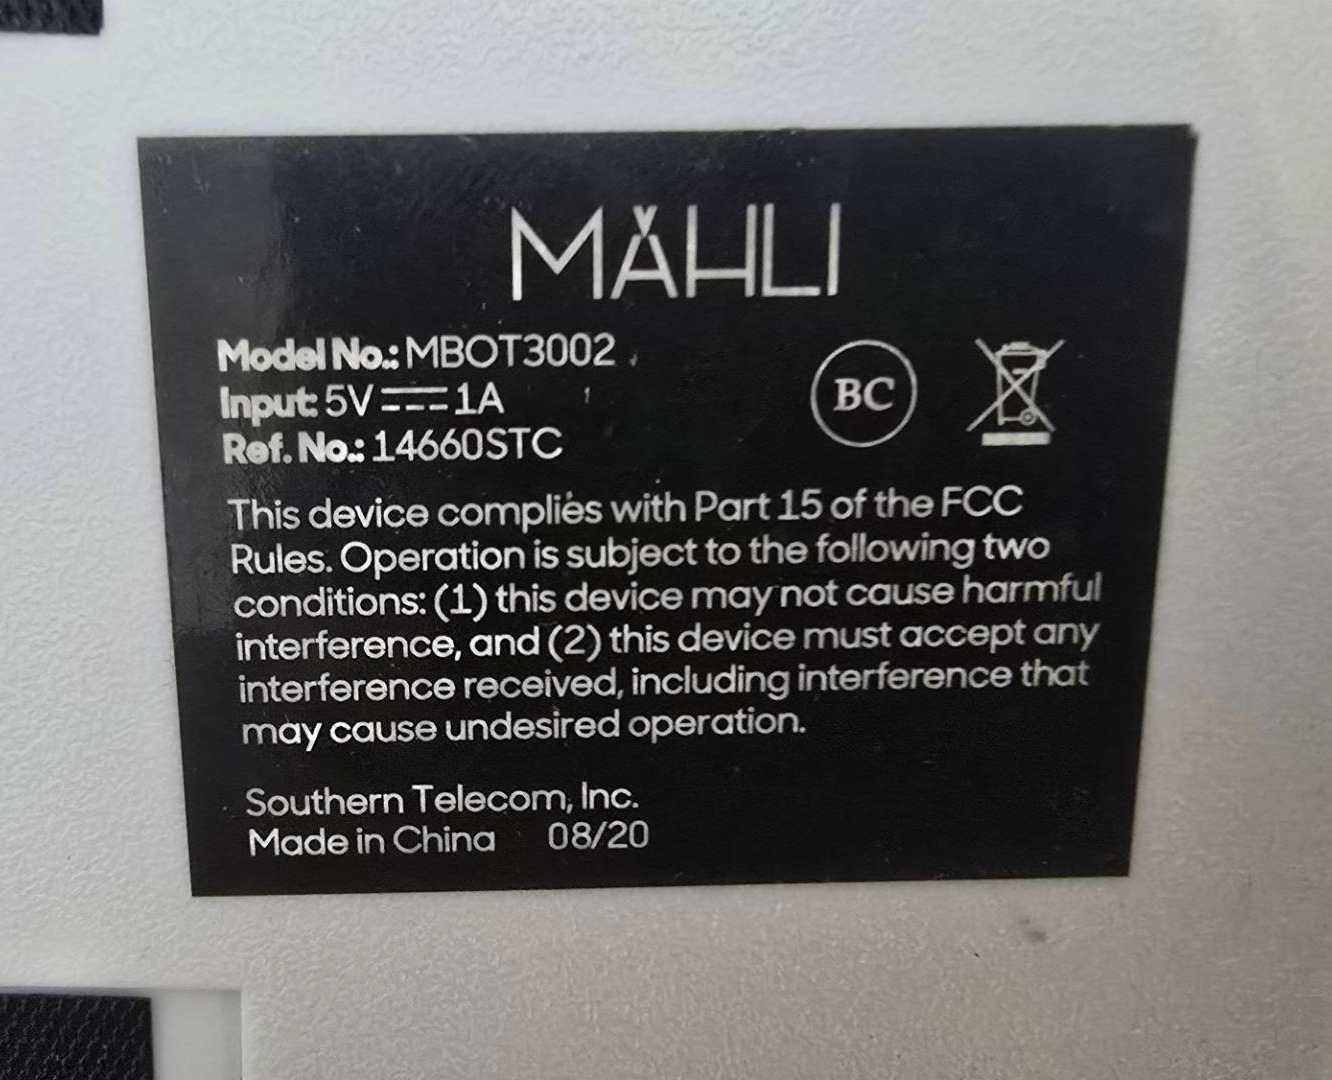 MÅHLI
Model No.: MBOT3002
Input: 5V⎓1A
Ref. No.: 14660STC
BC
This device complies with Part 15 of the FCC
Rules. Operation is subject to the following two
conditions: (1) this device may not cause harmful
interference, and (2) this device must accept any
interference received, including interference that
may cause undesired operation.
Southern Telecom, Inc.
Made in China 08/20